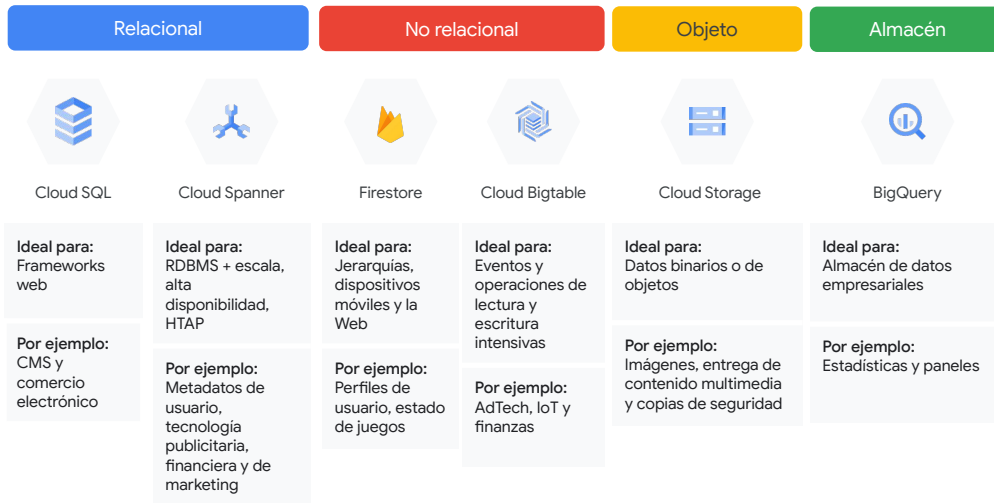 Relacional
No relacional
Objeto
Almacén
Cloud SQL
Cloud Spanner
Firestore
Cloud Bigtable
Cloud Storage
BigQuery
Ideal para:
Frameworks
web
Por ejemplo:
CMS y
comercio
electrónico
Ideal para:
RDBMS + escala,
alta
disponibilidad,
HTAP
Por ejemplo:
Metadatos de
usuario,
tecnología
publicitaria,
financiera y de
marketing
Ideal para:
Jerarquías,
dispositivos
móviles y la
Web
Por ejemplo:
Perfiles de
usuario, estado
de juegos
Ideal para:
Eventos y
operaciones de
lectura y
escritura
intensivas
Por ejemplo:
AdTech, IoT y
finanzas
Ideal para:
Datos binarios o de
objetos
Por ejemplo:
Imágenes, entrega de
contenido multimedia
y copias de seguridad
Ideal para:
Almacén de datos
empresariales
Por ejemplo:
Estadísticas y paneles